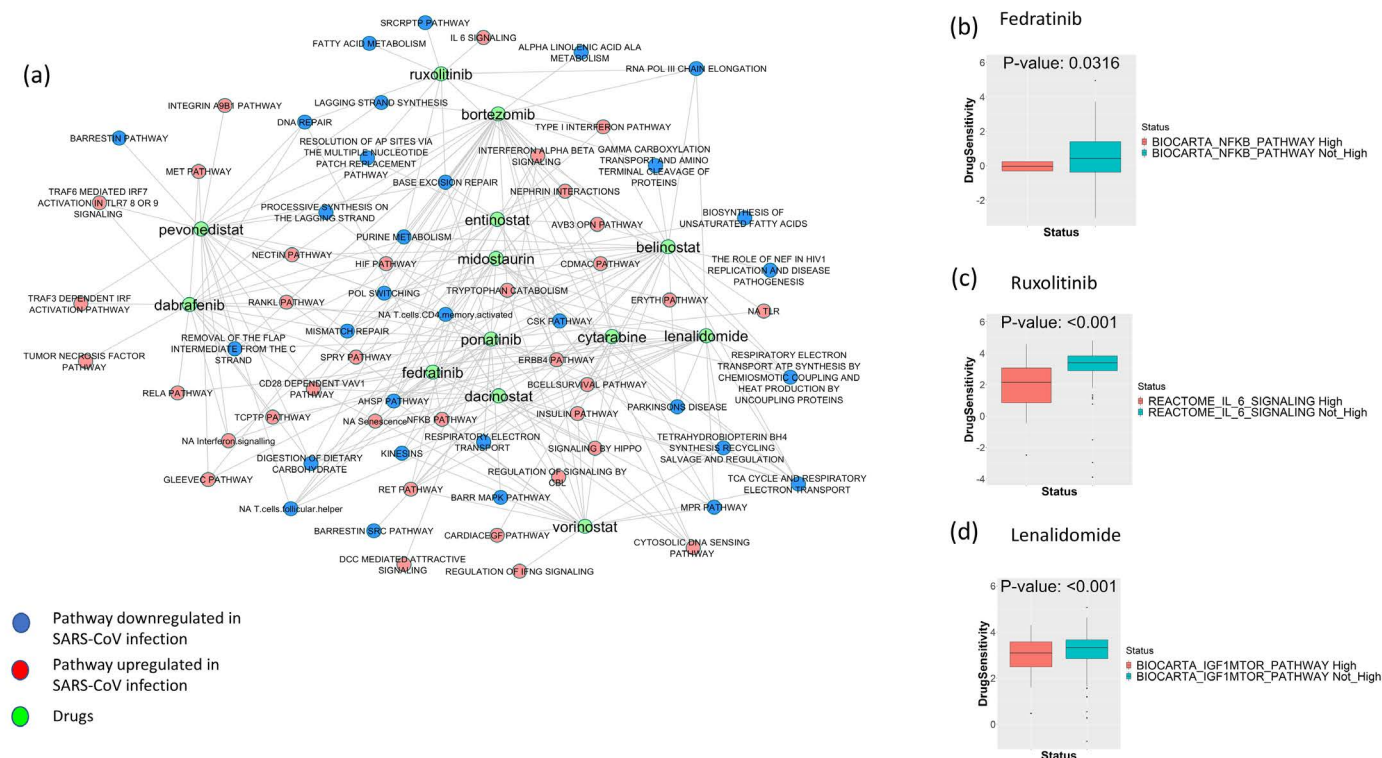 (a)
SRCRPTP PATHWAY
IL 6 SIGNALING
FATTY ACID METABOLISM
ALPHA LINOLENIC ACID ALA
METABOLISM
ruxolitinib
RNA POL III CHAIN ELONGATION
INTEGRIN A9B1 PATHWAY
LAGGING STRAND SYNTHESIS
bortezomib
DNA REPAIR
TYPE I INTERFERON PATHWAY
BARRESTIN PATHWAY
RESOLUTION OF AP SITES VIA
THE MULTIPLE NUCLEOTIDE
PATCH REPLACEMENT
PATHWAY
INTERFERON ALPHA BETA
SIGNALING
GAMMA CARBOXYLATION
TRANSPORT AND AMINO
TERMINAL CLEAVAGE OF
PROTEINS
MET PATHWAY
BASE EXCISION REPAIR
NEPHRIN INTERACTIONS
TRAF6 MEDIATED IRF7
ACTIVATION IN TLR7 8 OR 9
SIGNALING
PROCESSIVE SYNTHESIS ON
THE LAGGING STRAND
entinostat
AVB3 OPN PATHWAY
BIOSYNTHESIS OF
UNSATURATED FATTY ACIDS
pevonedistat
PURINE METABOLISM
belinostat
NECTIN PATHWAY
HIF PATHWAY
midostaurin
CDMAC PATHWAY
THE ROLE OF NEF IN HIV1
REPLICATION AND DISEASE
PATHOGENESIS
TRAF3 DEPENDENT IRF
ACTIVATION PATHWAY
dabrafenib
RANKL PATHWAY
POL SWITCHING
TRYPTOPHAN CATABOLISM
ERYTH PATHWAY
NA TLR
NA T.cells.CD4.memory.activated
CSK PATHWAY
MISMATCH REPAIR
REMOVAL OF THE FLAP
INTERMEDIATE FROM THE C
STRAND
ponatinib
cytarabine
lenalidomide
TUMOR NECROSIS FACTOR
PATHWAY
SPRY PATHWAY
ERBB4 PATHWAY
RESPIRATORY ELECTRON
TRANSPORT ATP SYNTHESIS BY
CHEMIOSMOTIC COUPLING AND
HEAT PRODUCTION BY
UNCOUPLING PROTEINS
fedratinib
RELA PATHWAY
CD28 DEPENDENT VAV1
PATHWAY
AHSP PATHWAY
dacinostat
BCELLSURVIVAL PATHWAY
PARKINSONS DISEASE
TCPTP PATHWAY
NA Senescence
NFKB PATHWAY
INSULIN PATHWAY
NA Interferon.signalling
RESPIRATORY ELECTRON
TRANSPORT
SIGNALING BY HIPPO
TETRAHYDROBIOPTERIN BH4
SYNTHESIS RECYCLING
SALVAGE AND REGULATION
DIGESTION OF DIETARY
CARBOHYDRATE
KINESINS
GLEEVEC PATHWAY
REGULATION OF SIGNALING BY
CBL
TCA CYCLE AND RESPIRATORY
ELECTRON TRANSPORT
RET PATHWAY
BARR MAPK PATHWAY
NA T.cells.follicular.helper
MPR PATHWAY
BARRESTIN SRC PATHWAY
CARDIACEGF PATHWAY
vorinostat
CYTOSOLIC DNA SENSING
PATHWAY
DCC MEDIATED ATTRACTIVE
SIGNALING
REGULATION OF IFNG SIGNALING
Pathway downregulated in
SARS-CoV infection
Pathway upregulated in
SARS-CoV infection
Drugs
(b)
Fedratinib
P-value: 0.0316
6
4
2
0
-2
DrugSensitivity
Status
Status
BIOCARTA_NFKB_PATHWAY High
BIOCARTA_NFKB_PATHWAY Not_High
(c)
Ruxolitinib
P-value: <0.001
6
4
2
0
-2
-4
DrugSensitivity
Status
Status
REACTOME_IL_6_SIGNALING High
REACTOME_IL_6_SIGNALING Not_High
(d)
Lenalidomide
P-value: <0.001
6
4
2
0
DrugSensitivity
Status
Status
BIOCARTA_IGF1MTOR_PATHWAY High
BIOCARTA_IGF1MTOR_PATHWAY Not_High